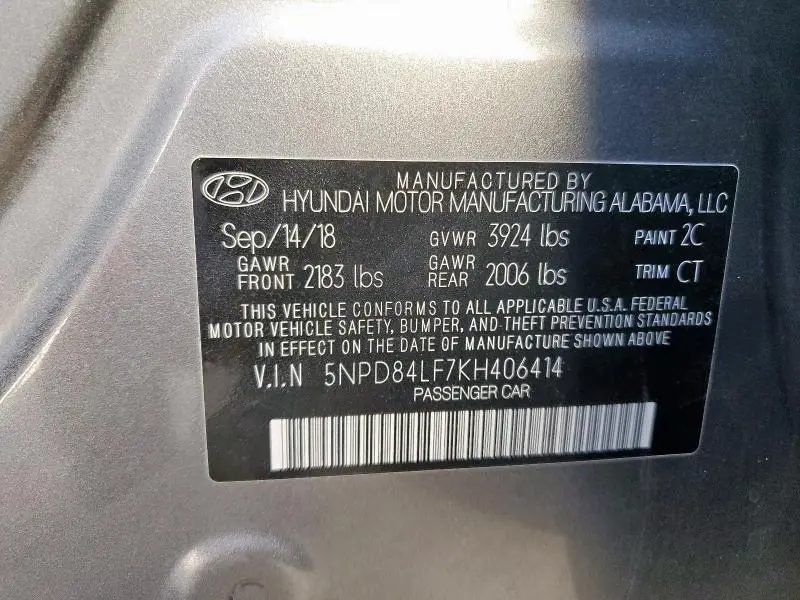 MANUFACTURED BY
HYUNDAI MOTOR MANUFACTURING ALABAMA, LLC
Sep/14/18 GVWR 3924 lbs PAINT 2C
GAWR FRONT 2183 lbs GAWR REAR 2006 lbs TRIM CT
THIS VEHICLE CONFORMS TO ALL APPLICABLE U.S.A. FEDERAL
MOTOR VEHICLE SAFETY, BUMPER, AND THEFT PREVENTION STANDARDS
IN EFFECT ON THE DATE OF MANUFACTURE SHOWN ABOVE
V.I.N 5NPD84LF7KH406414
PASSENGER CAR